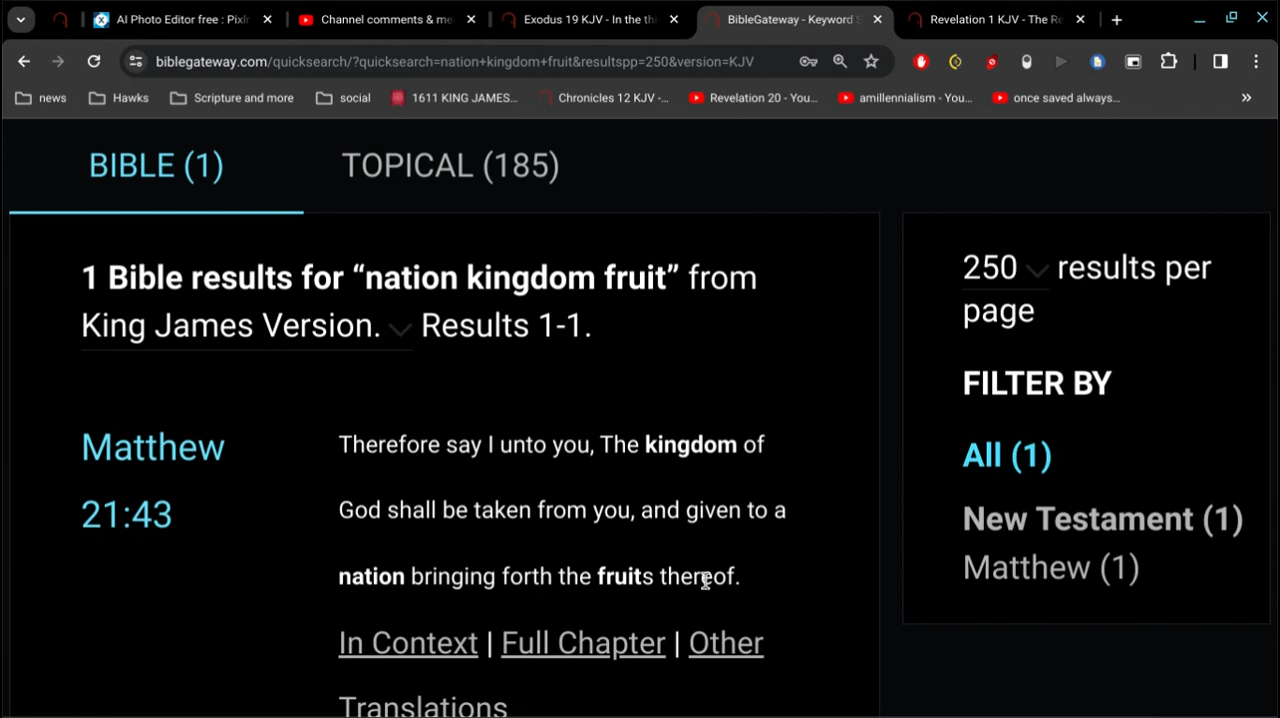 AI Photo Editor free : Pixlr
Channel comments & me
Exodus 19 KJV - In the thi
BibleGateway - Keyword S
Revelation 1 KJV - The Re
biblegateway.com/quicksearch/?quicksearch=nation+kingdom+fruit&resultspp=250&version=KJV
news
Hawks
Scripture and more
social
1611 KING JAMES...
Chronicles 12 KJV -...
Revelation 20 - You...
amillennialism - You...
once saved always...
BIBLE (1)
TOPICAL (185)
1 Bible results for “nation kingdom fruit” from
King James Version. Results 1-1.
Matthew
21:43
Therefore say I unto you, The kingdom of
God shall be taken from you, and given to a
nation bringing forth the fruits thereof.
In Context | Full Chapter | Other
Translations
250 results per
page
FILTER BY
All (1)
New Testament (1)
Matthew (1)